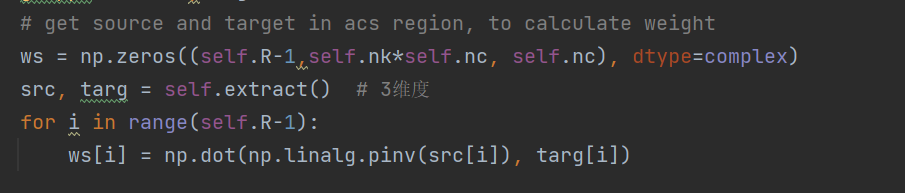 # get source and target in acs region, to calculate weight
ws = np.zeros((self.R-1,self.nk*self.nc, self.nc), dtype=complex)
src, targ = self.extract()  # 3维度
for i in range(self.R-1):
    ws[i] = np.dot(np.linalg.pinv(src[i]), targ[i])